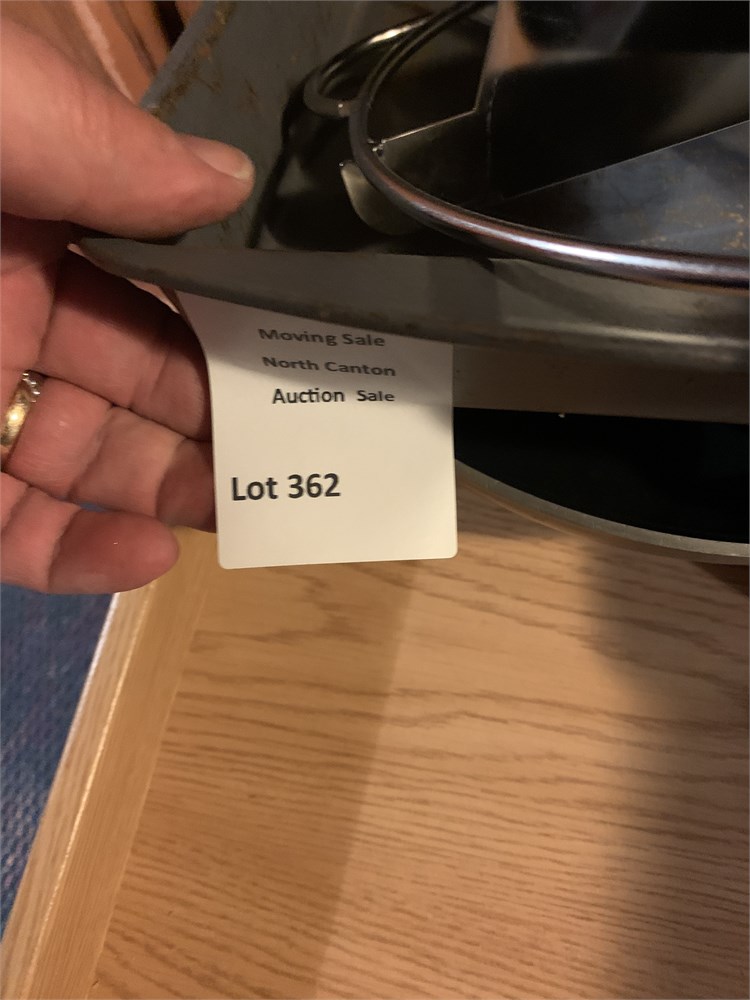 Moving Sale
North Canton
Auction Sale
Lot 362